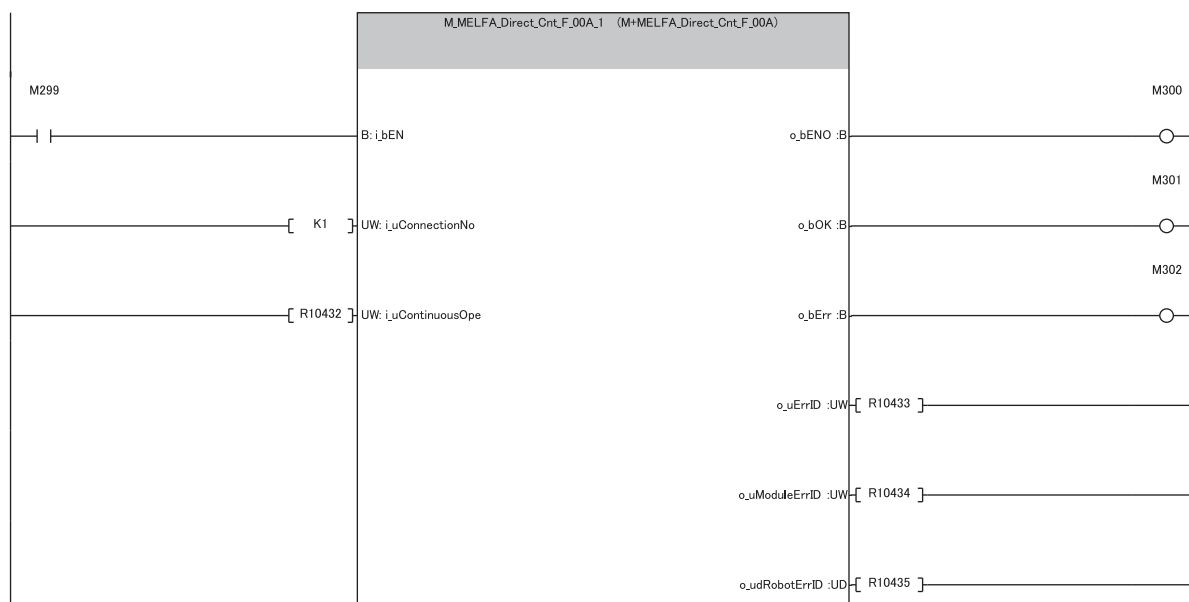 M_MELFA_Direct_Cnt_F_00A_1 (M+MELFA_Direct_Cnt_F_00A)
M299
M300
B: i_bEN
o_bENO :B
M301
K1
UW: i_uConnectionNo
o_bOK :B
M302
R10432
UW: i_uContinuousOpe
o_bErr :B
o_uErrID :UW
R10433
o_uModuleErrID :UW
R10434
o_udRobotErrID :UD
R10435